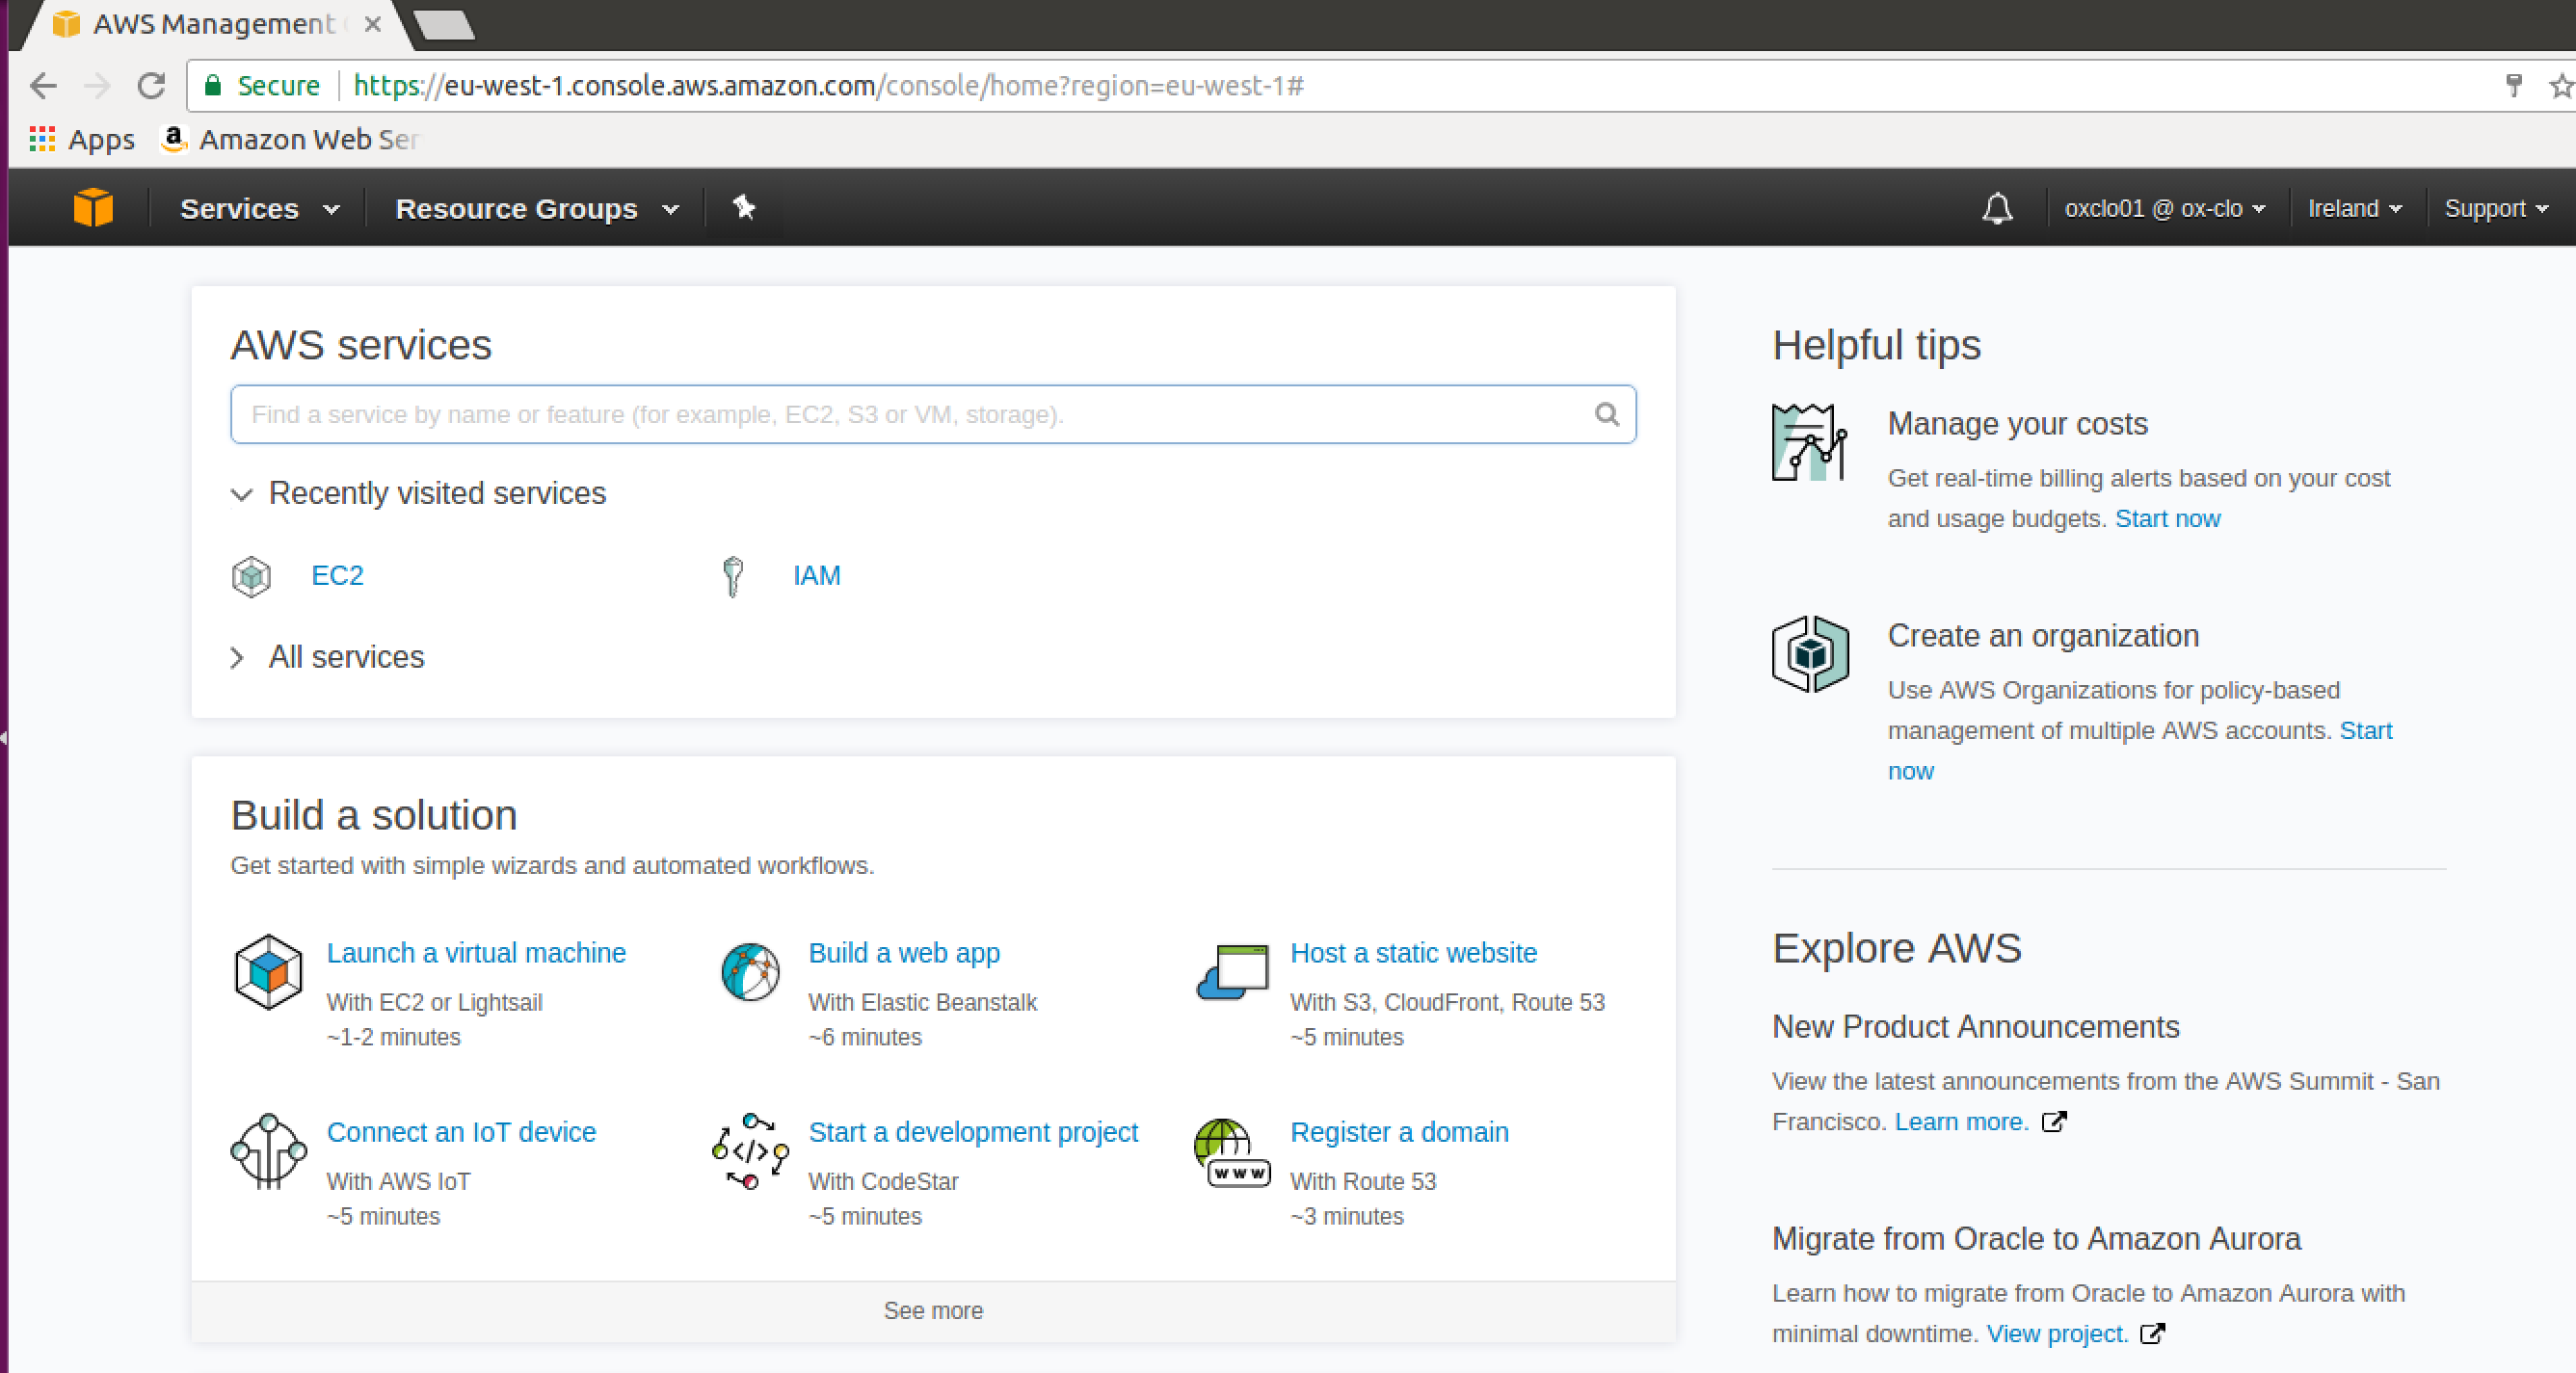 AWS Management
Secure https://eu-west-1.console.aws.amazon.com/console/home?region=eu-west-1#
Apps Amazon Web Ser
Services Resource Groups oxclo01 @ ox-clo Ireland Support
AWS services
Find a service by name or feature (for example, EC2, S3 or VM, storage).
Recently visited services
EC2 IAM
All services
Build a solution
Get started with simple wizards and automated workflows.
Launch a virtual machine
With EC2 or Lightsail
~1-2 minutes
Build a web app
With Elastic Beanstalk
~6 minutes
Host a static website
With S3, CloudFront, Route 53
~5 minutes
Connect an IoT device
With AWS IoT
~5 minutes
Start a development project
With CodeStar
~5 minutes
www
Register a domain
With Route 53
~3 minutes
See more
Helpful tips
Manage your costs
Get real-time billing alerts based on your cost
and usage budgets. Start now
Create an organization
Use AWS Organizations for policy-based
management of multiple AWS accounts. Start
now
Explore AWS
New Product Announcements
View the latest announcements from the AWS Summit - San
Francisco. Learn more.
Migrate from Oracle to Amazon Aurora
Learn how to migrate from Oracle to Amazon Aurora with
minimal downtime. View project.